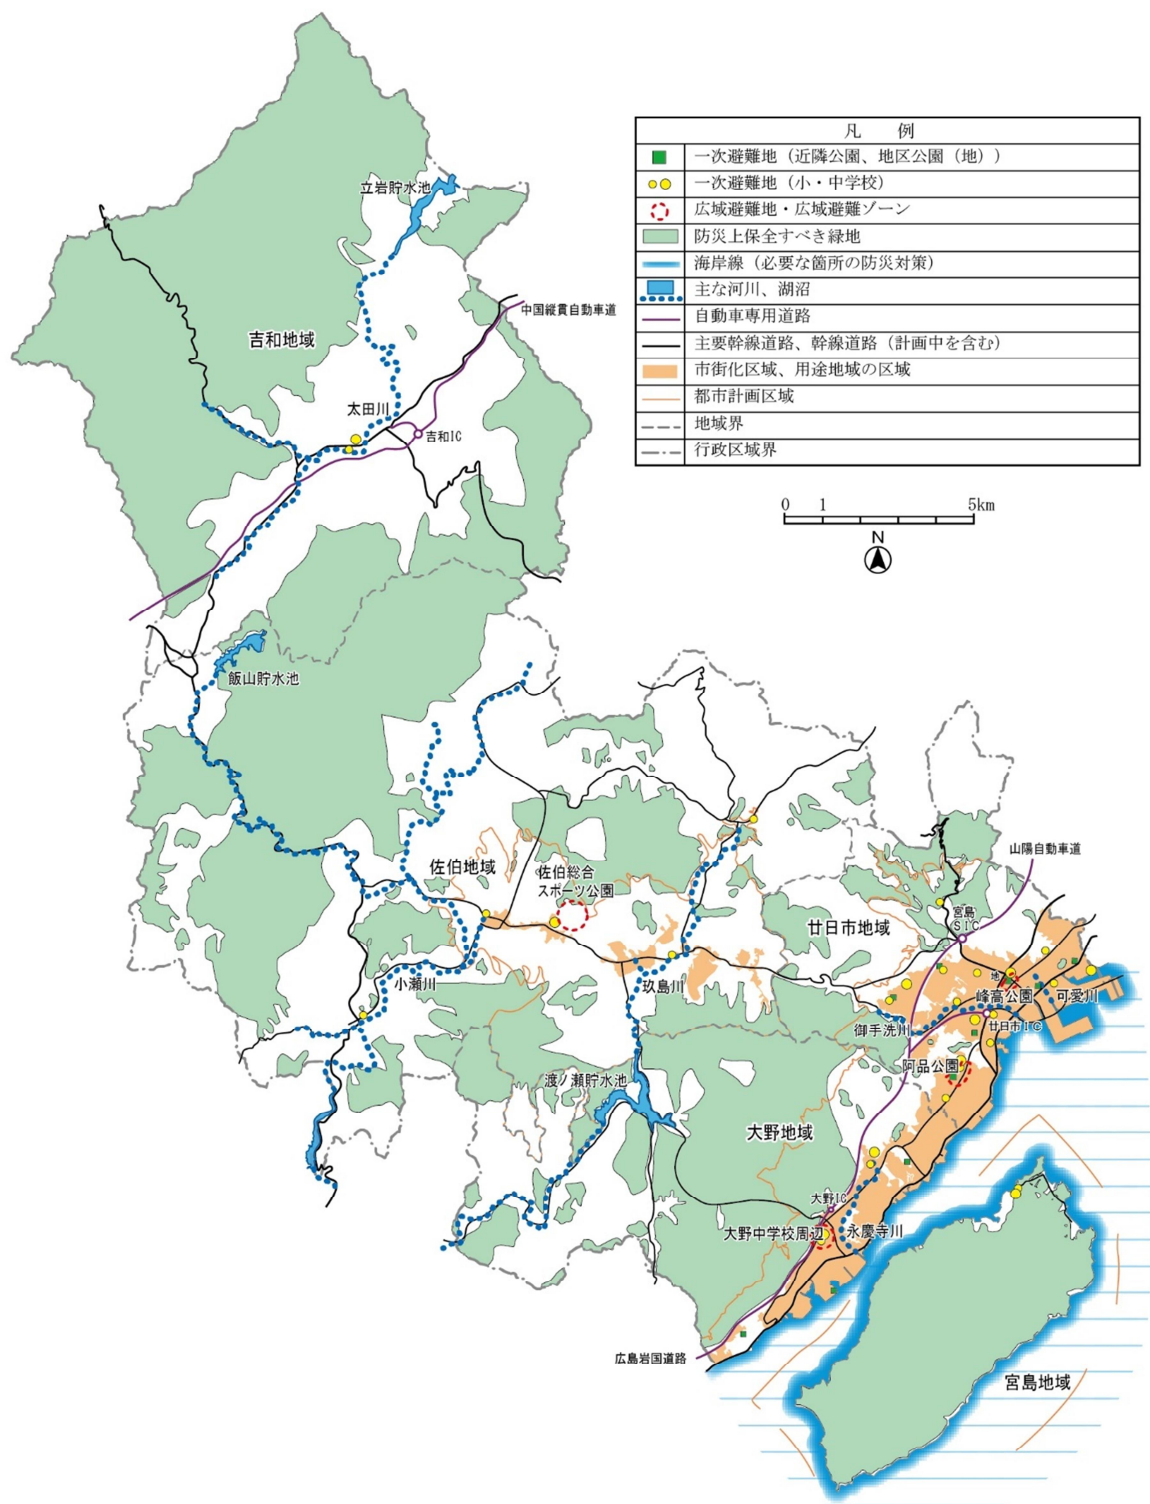 凡　例
一次避難地（近隣公園、地区公園（地））
一次避難地（小・中学校）
広域避難地・広域避難ゾーン
防災上保全すべき緑地
海岸線（必要な箇所の防災対策）
主な河川、湖沼
自動車専用道路
主要幹線道路、幹線道路（計画中を含む）
市街化区域、用途地域の区域
都市計画区域
地域界
行政区域界
0 1 5km
N
立岩貯水池
中国縦貫自動車道
吉和地域
太田川
吉和IC
飯山貯水池
山陽自動車道
佐伯地域
佐伯総合
スポーツ公園
廿日市地域
宮島
SIC
地
小瀬川
玖島川
峰高公園
可愛川
御手洗川
廿日市IC
阿品公園
渡ノ瀬貯水池
大野地域
大野IC
大野中学校周辺
永慶寺川
広島岩国道路
宮島地域